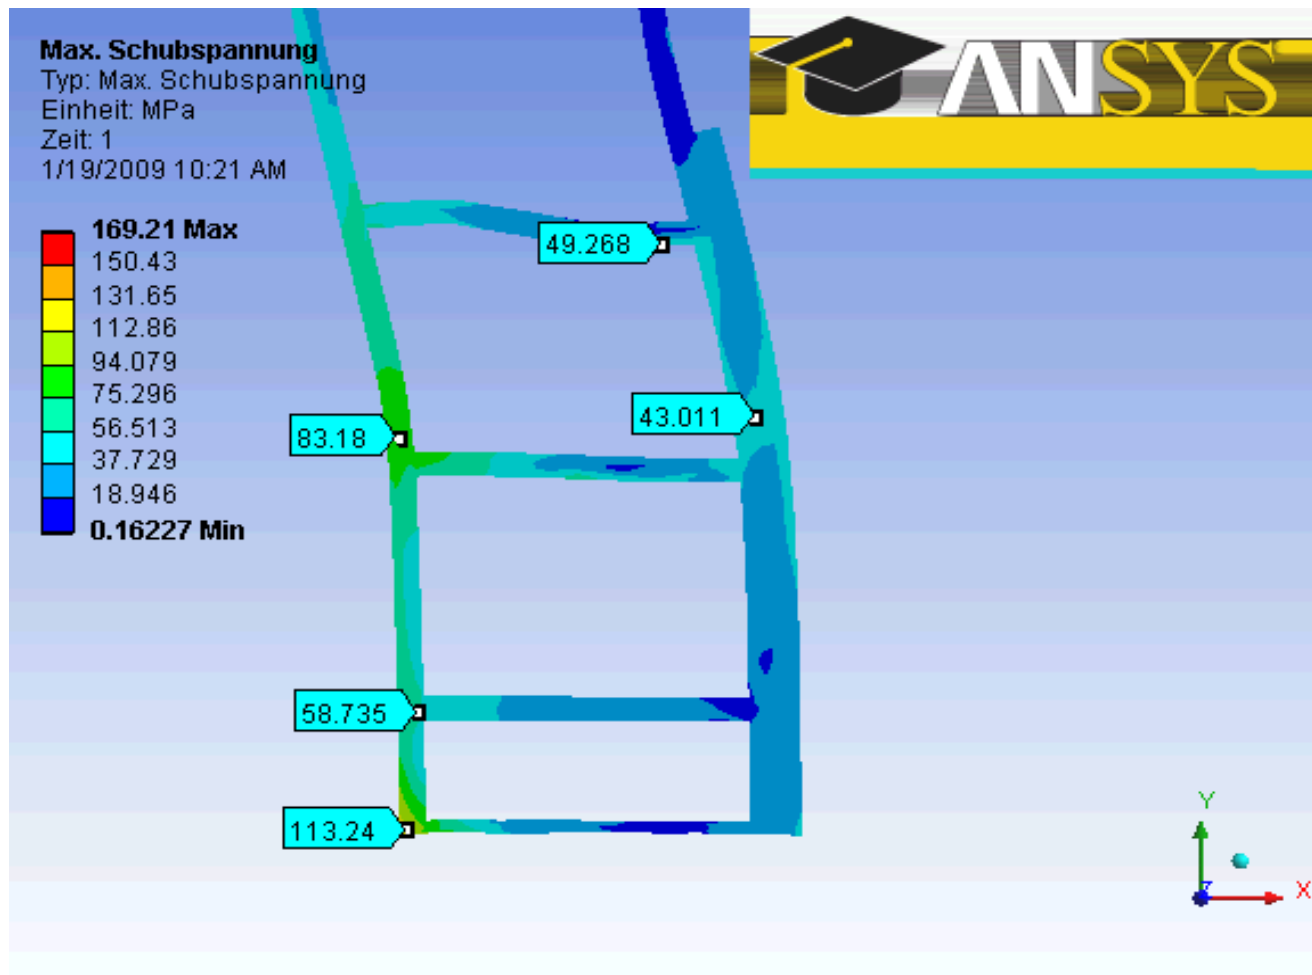 Max. Schubspannung
Typ: Max. Schubspannung
Einheit: MPa
Zeit: 1
1/19/2009 10:21 AM
ANSYS
169.21 Max
150.43
131.65
112.86
94.079
75.296
56.513
37.729
18.946
0.16227 Min
49.268
43.011
83.18
58.735
113.24
Y
Z
X